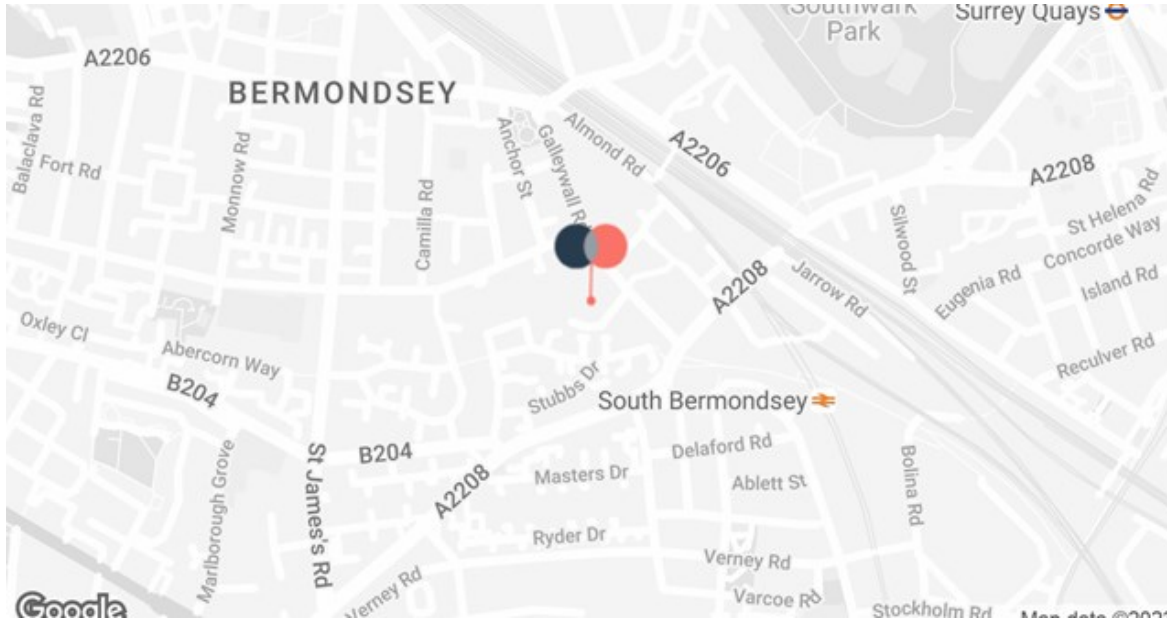 Southwark
Park
Surrey Quays
A2206
BERMONDSEY
Balaclava Rd
Fort Rd
Monnow Rd
Camilla Rd
Anchor St
Galleywall Rd
Almond Rd
A2206
A2208
St Helena Rd
Concorde Way
Island Rd
Silwood St
Eugenia Rd
Reculver Rd
A2208
Jarrow Rd
Oxley Cl
Abercorn Way
B204
Stubbs Dr
South Bermondsey
B204
A2208
Delaford Rd
Masters Dr
Ablett St
Bolina Rd
Marlborough Grove
St James's Rd
Ryder Dr
Verney Rd
Verney Rd
Varcoe Rd
Stockholm Rd
Google
Map data ©202